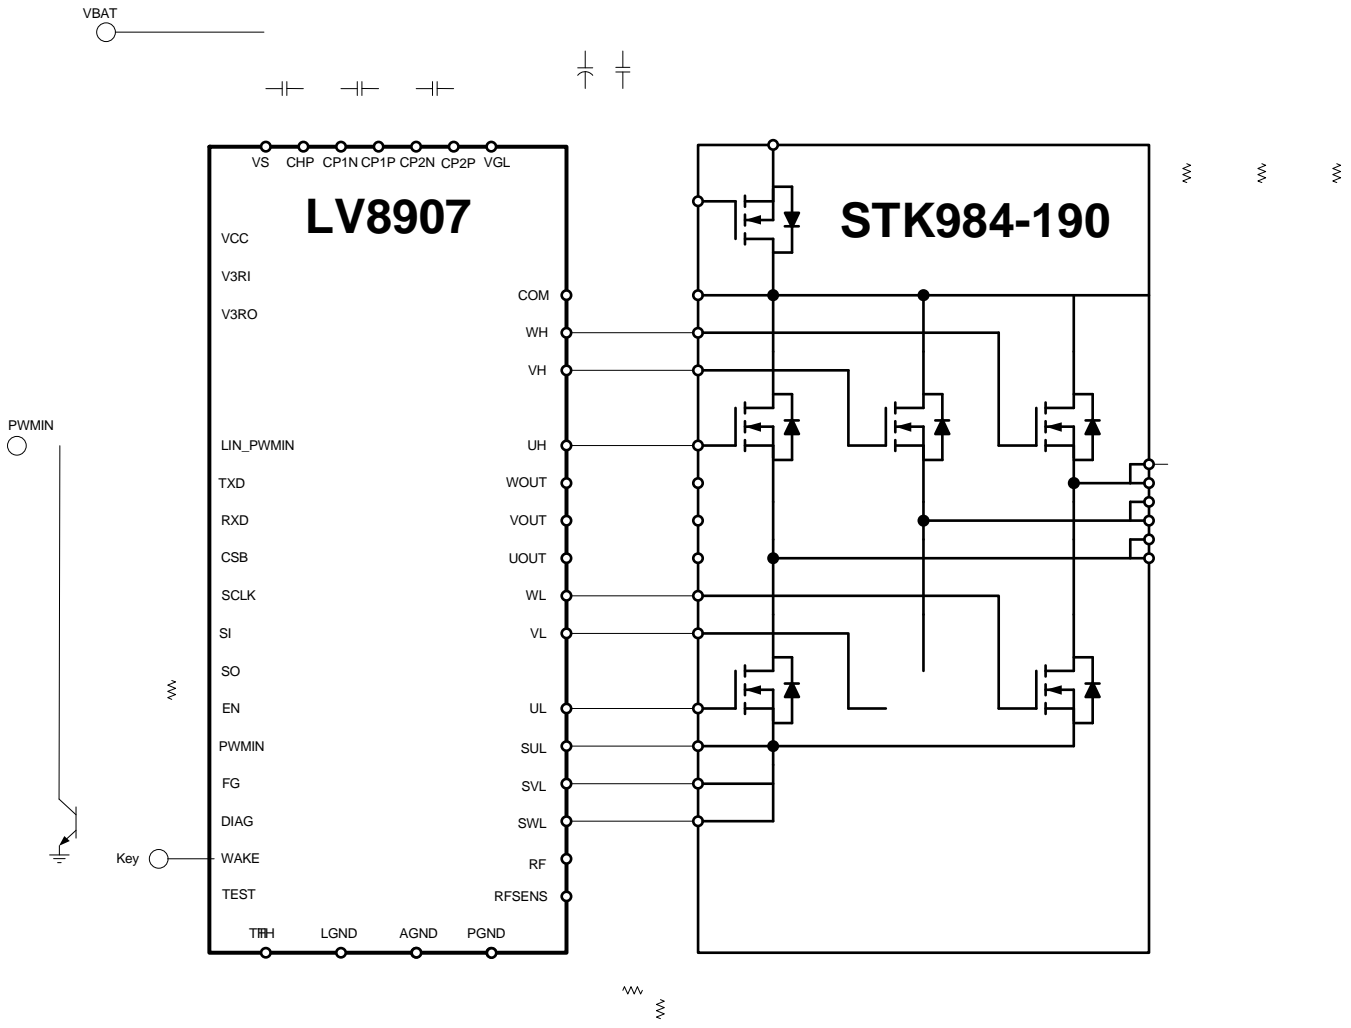 VBAT
VS CHP CP1N CP1P CP2N CP2P VGL
LV8907
STK984-190
VCC
V3RI
V3RO
COM
WH
VH
PWMIN
LIN_PWMIN
UH
TXD
WOUT
RXD
VOUT
CSB
UOUT
SCLK
WL
SI
VL
SO
EN
UL
PWMIN
SUL
FG
SVL
DIAG
SWL
Key
WAKE
RF
TEST
RFSENS
LGND AGND PGND